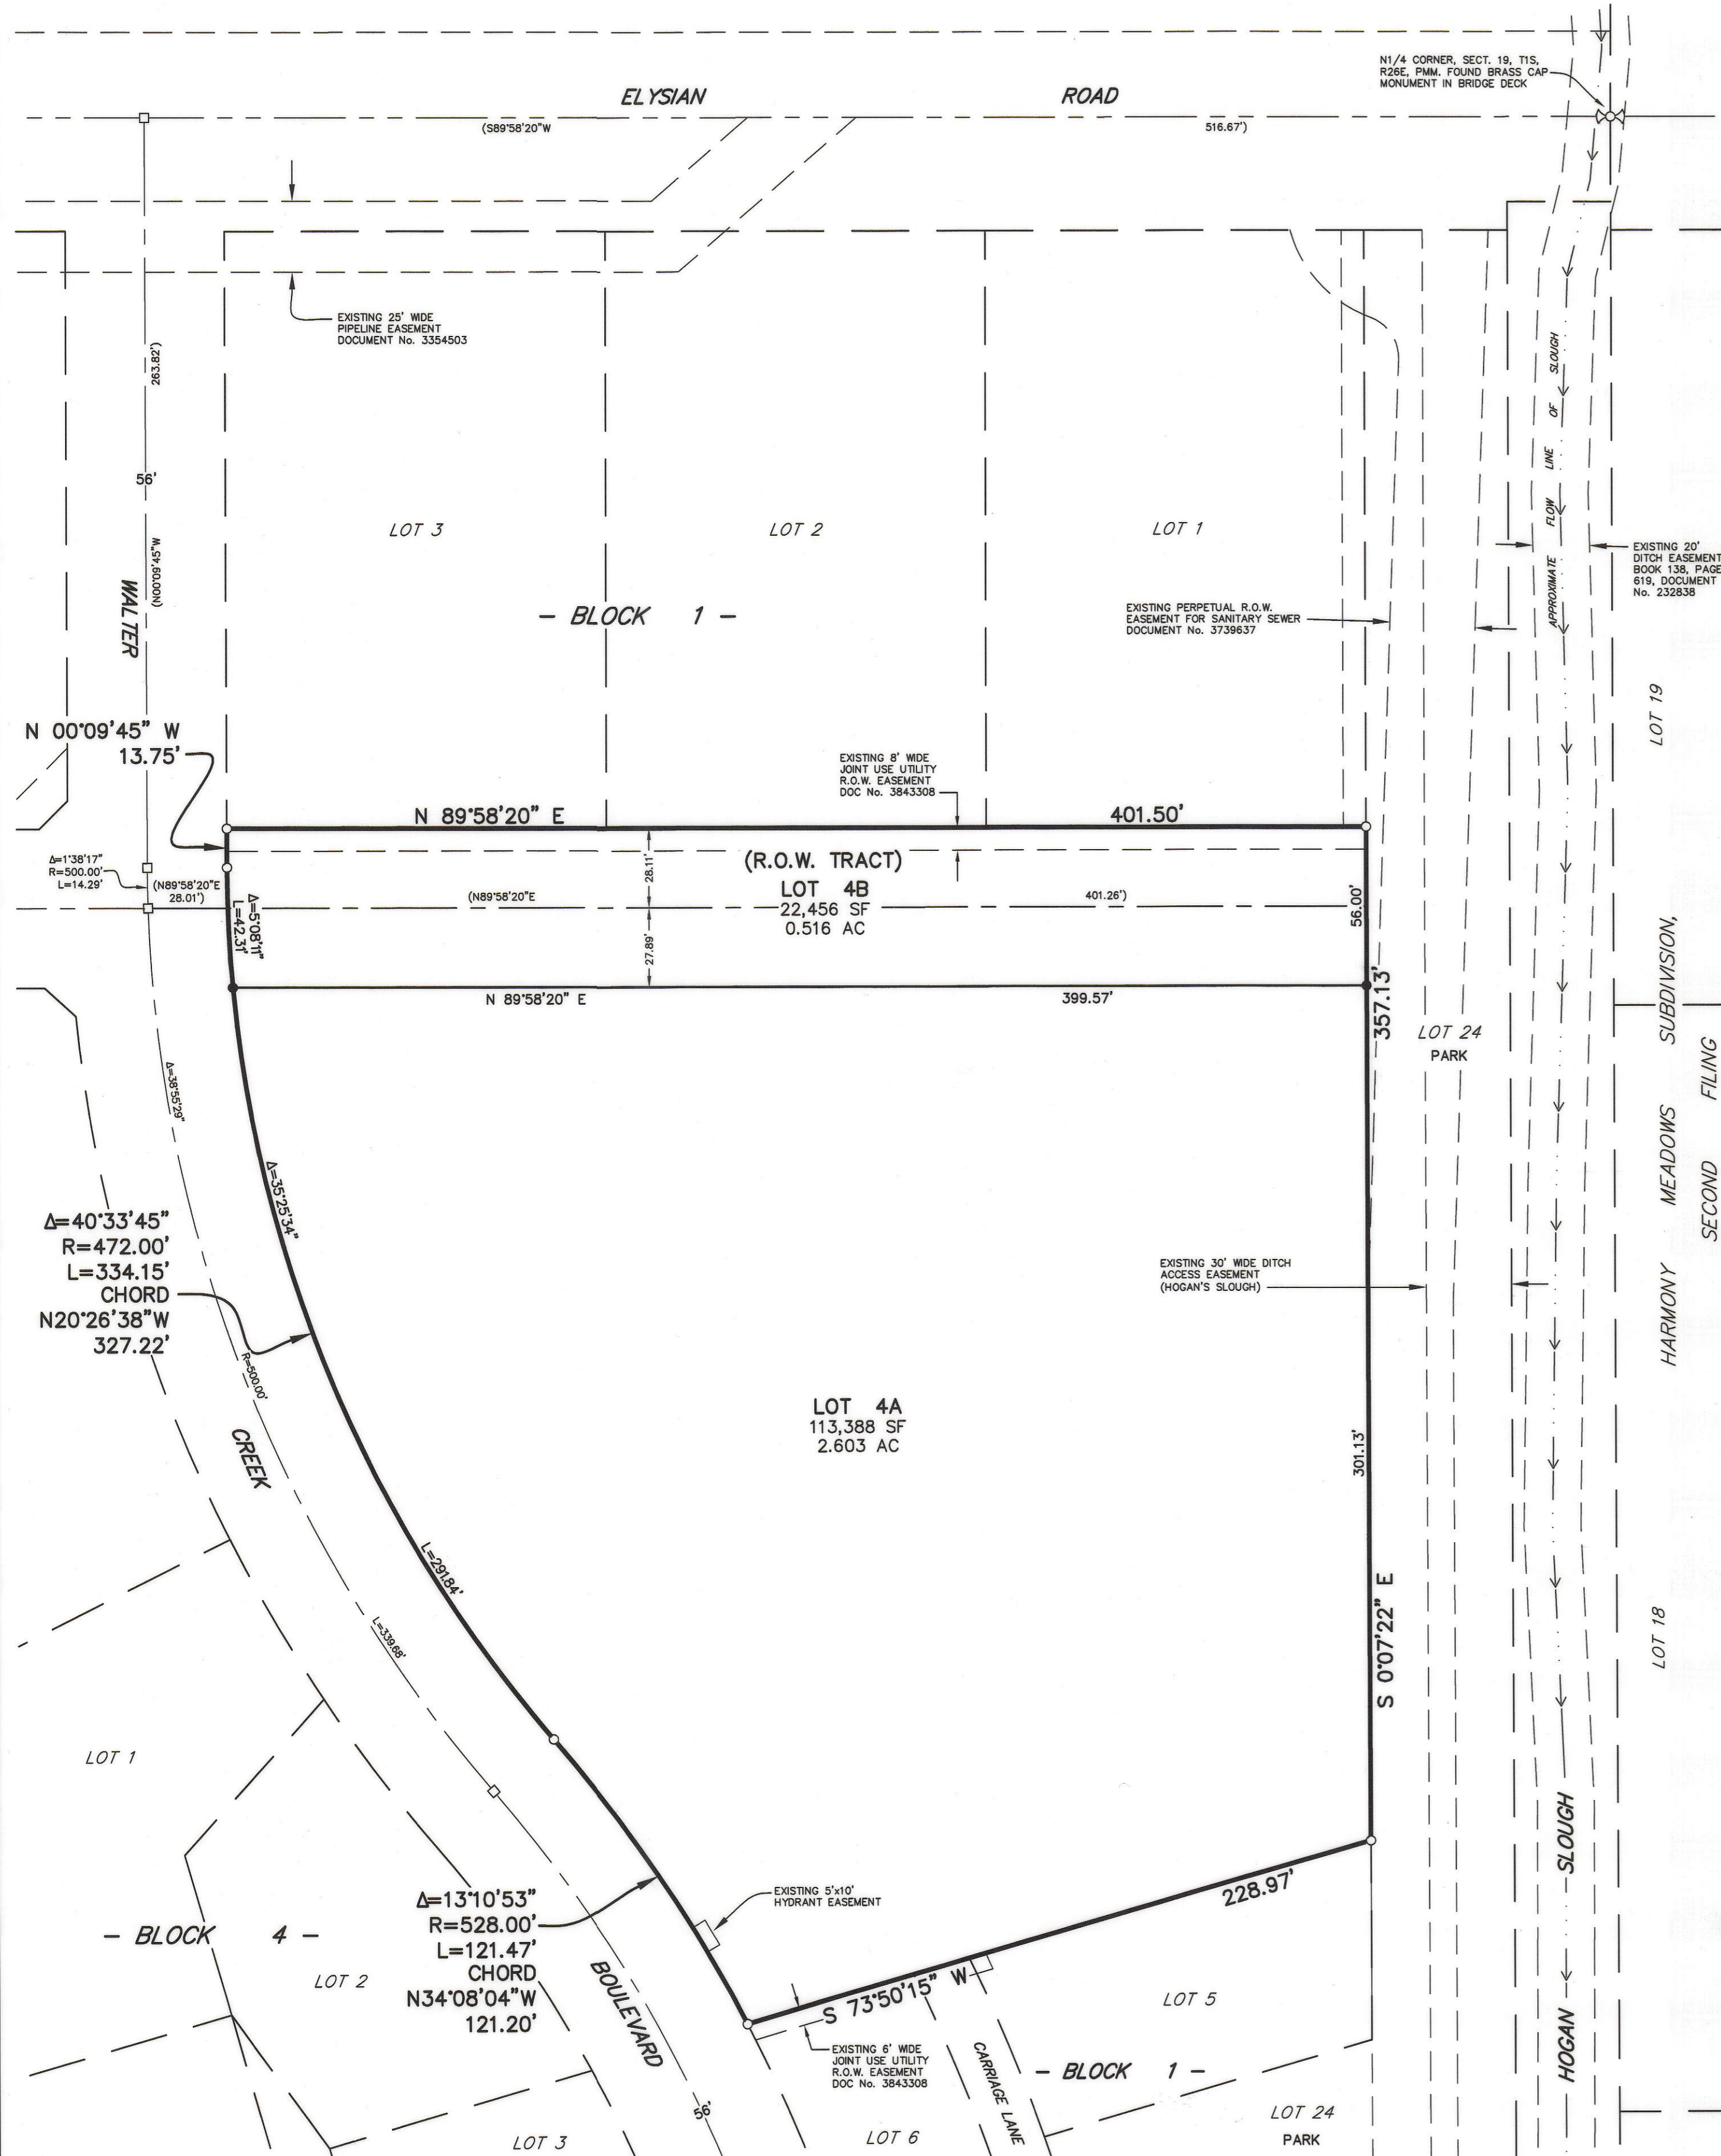 N1/4 CORNER, SECT. 19, T1S,
R26E, PMM. FOUND BRASS CAP
MONUMENT IN BRIDGE DECK
ELYSIAN ROAD
(S89°58'20"W 516.67')
EXISTING 25' WIDE
PIPELINE EASEMENT
DOCUMENT No. 3354503
263.82')
56'
(N00°09'45"W
WALTER
LOT 3
LOT 2
LOT 1
- BLOCK 1 -
APPROXIMATE FLOW LINE OF SLOUGH
EXISTING 20'
DITCH EASEMENT
BOOK 138, PAGE
619, DOCUMENT
No. 232838
EXISTING PERPETUAL R.O.W.
EASEMENT FOR SANITARY SEWER
DOCUMENT No. 3739637
LOT 19
N 00°09'45" W
13.75'
EXISTING 8' WIDE
JOINT USE UTILITY
R.O.W. EASEMENT
DOC No. 3843308
N 89°58'20" E 401.50'
Δ=1°38'17"
R=500.00'
L=14.29'
(N89°58'20"E
28.01')
Δ=5°08'11"
L=42.31'
(N89°58'20"E 401.26')
28.11'
27.89'
(R.O.W. TRACT)
LOT 4B
22,456 SF
0.516 AC
56.00'
N 89°58'20" E 399.57'
357.13'
LOT 24
PARK
HARMONY MEADOWS SUBDIVISION,
SECOND FILING
Δ=38°55'29"
Δ=35°25'34"
Δ=40°33'45"
R=472.00'
L=334.15'
CHORD
N20°26'38"W
327.22'
R=500.00'
EXISTING 30' WIDE DITCH
ACCESS EASEMENT
(HOGAN'S SLOUGH)
LOT 4A
113,388 SF
2.603 AC
301.13'
CREEK
L=291.84'
L=339.68'
S 0°07'22" E
LOT 18
LOT 1
HOGAN SLOUGH
EXISTING 5'x10'
HYDRANT EASEMENT
228.97'
Δ=13°10'53"
R=528.00'
L=121.47'
CHORD
N34°08'04"W
121.20'
- BLOCK 4 -
LOT 2
BOULEVARD
S 73°50'15" W
LOT 5
EXISTING 6' WIDE
JOINT USE UTILITY
R.O.W. EASEMENT
DOC No. 3843308
CARRIAGE LANE
- BLOCK 1 -
56'
LOT 3
LOT 6
LOT 24
PARK